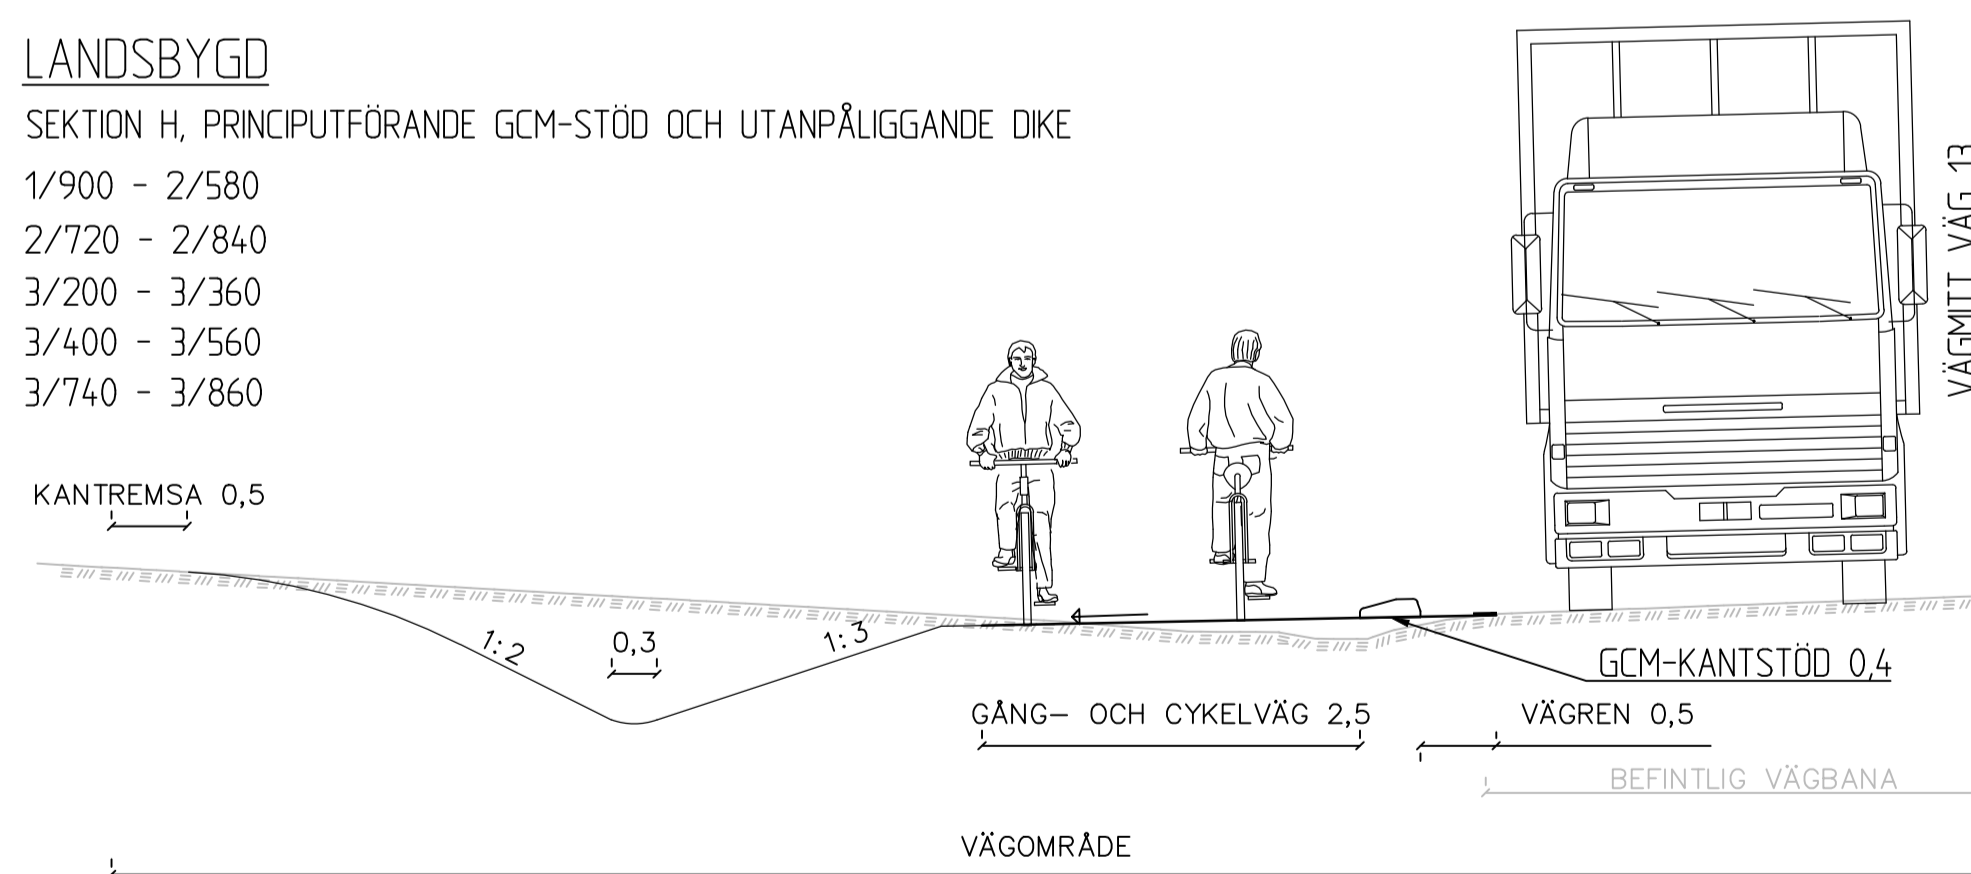 LANDSBYGD
SEKTION H, PRINCIPUTFÖRANDE GCM-STÖD OCH UTANPÅLIGGANDE DIKE
1/900 - 2/580
2/720 - 2/840
3/200 - 3/360
3/400 - 3/560
3/740 - 3/860
VÄGMITT VÄG 13
KANTREMSA 0,5
1:2
0,3
1:3
GCM-KANTSTÖD 0,4
GÅNG- OCH CYKELVÄG 2,5
VÄGREN 0,5
BEFINTLIG VÄGBANA
VÄGOMRÅDE